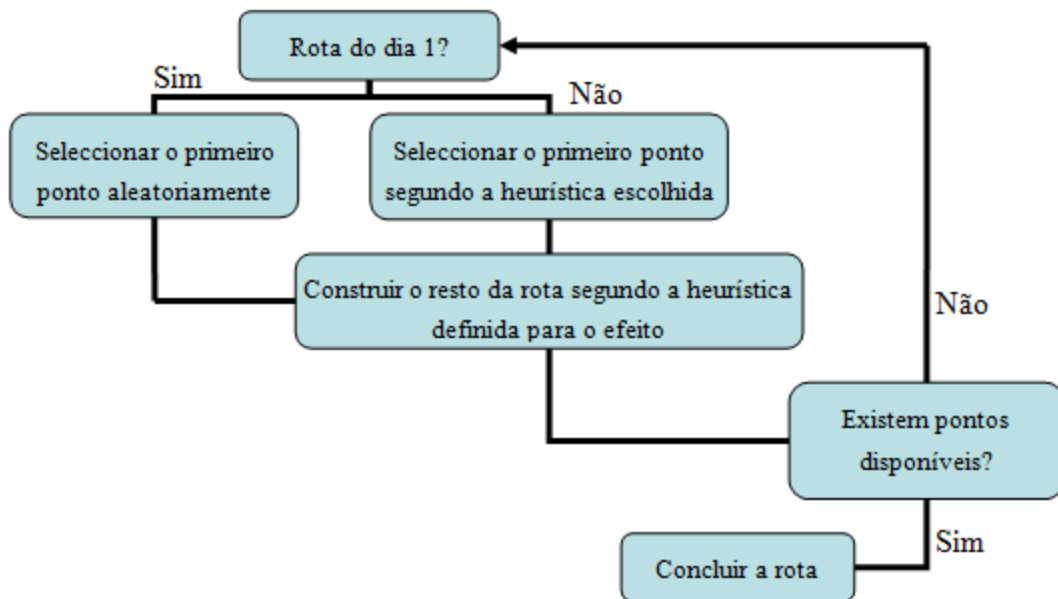 Rota do dia 1?
Sim
Não
Seleccionar o primeiro
ponto aleatoriamente
Seleccionar o primeiro ponto
segundo a heurística escolhida
Construir o resto da rota segundo a heurística
definida para o efeito
Não
Existem pontos
disponíveis?
Sim
Concluir a rota